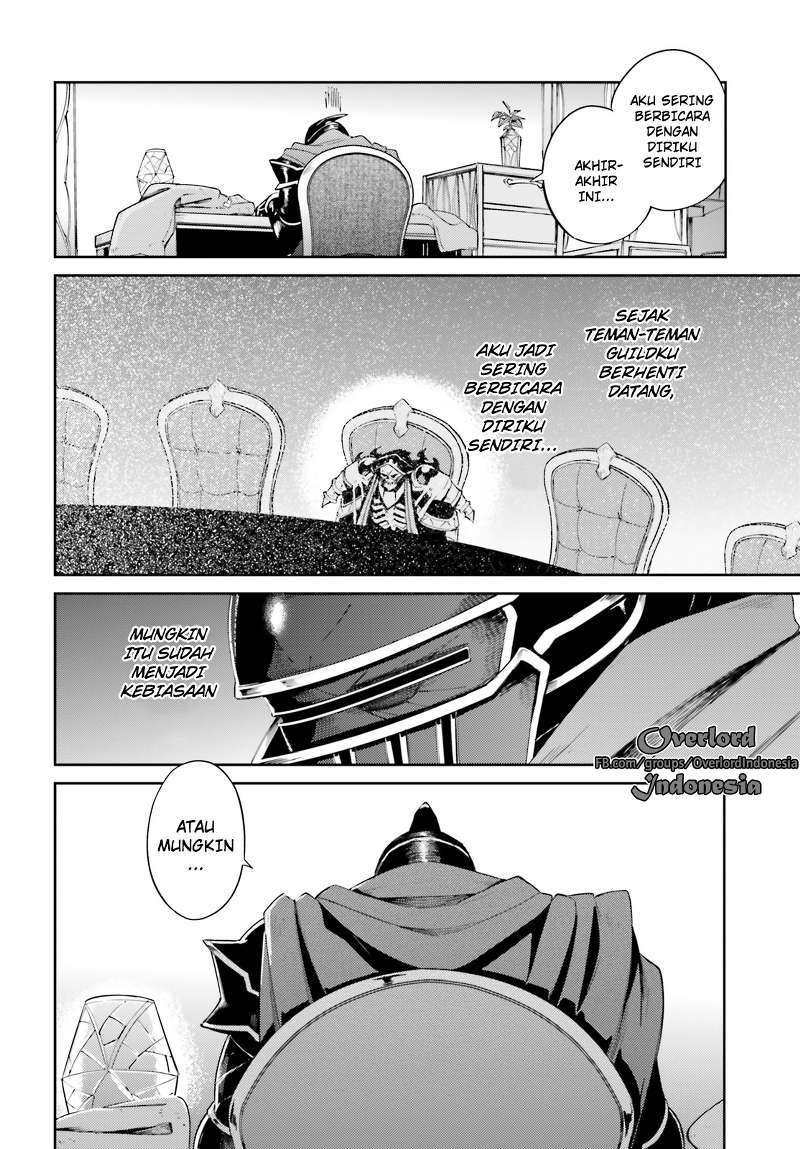 AKU SERING
BERBICARA
DENGAN
DIRIKU
SENDIRI
AKHIR-
AKHIR
INI...
SEJAK
TEMAN-TEMAN
GUILDKU
BERHENTI
DATANG,
AKU JADI
SERING
BERBICARA
DENGAN
DIRIKU
SENDIRI...
MUNGKIN
ITU SUDAH
MENJADI
KEBIASAAN
Overlord
FB.com/groups/OverlordIndonesia
Indonesia
ATAU
MUNGKIN
...